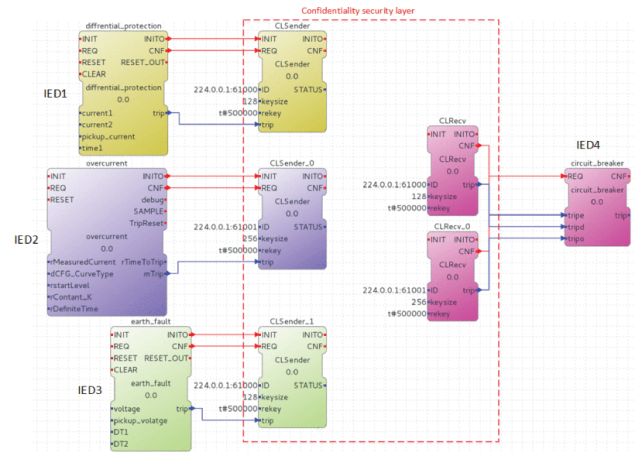 Confidentiality security layer
diffrential_protection
INIT INITO
REQ CNF
RESET RESET_OUT
CLEAR
diffrential_protection
0.0
current1 trip
current2
pickup_current
time1
IED1
CLSender
INIT INITO
REQ CNF
CLSender
0.0
224.0.0.1:61000 ID STATUS
128 keysize
t#500000 rekey
trip
overcurrent
INIT INITO
REQ CNF
RESET debug
SAMPLE
TripReset
overcurrent
0.0
rMeasuredCurrent rTimeToTrip
dCFG_CurveType mTrip
rstartLevel
rContant_K
rDefiniteTime
IED2
CLSender_0
INIT INITO
REQ CNF
CLSender
0.0
224.0.0.1:61001 ID STATUS
256 keysize
t#500000 rekey
trip
earth_fault
INIT INITO
REQ CNF
RESET RESET_OUT
CLEAR
earth_fault
0.0
voltage trip
pickup_volatge
DT1
DT2
IED3
CLSender_1
INIT INITO
REQ CNF
CLSender
0.0
224.0.0.1:61000 ID STATUS
128 keysize
t#500000 rekey
trip
CLRecv
INIT INITO
CNF
CLRecv
0.0
224.0.0.1:61000 ID trip
128 keysize
t#500000 rekey
CLRecv_0
INIT INITO
CNF
CLRecv
0.0
224.0.0.1:61001 ID trip
256 keysize
t#500000 rekey
IED4
circuit_breaker
REQ CNF
circuit_breaker
0.0
tripe
tripd
tripo